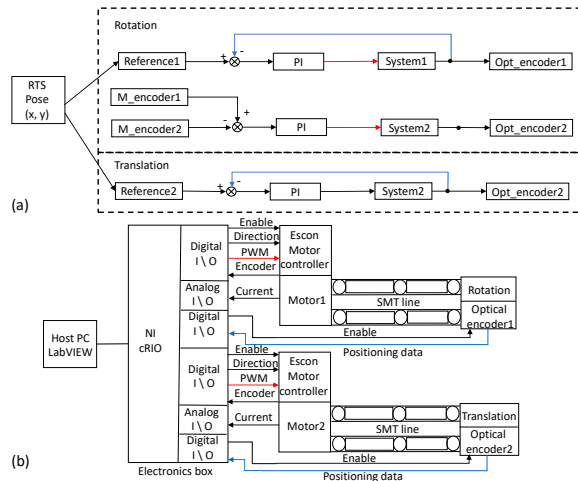 Rotation
Reference1
+
-
PI
System1
Opt_encoder1
RTS
Pose
(x, y)
M_encoder1
+
M_encoder2
-
PI
System2
Opt_encoder2
Translation
Reference2
+
-
PI
System2
Opt_encoder2
(a)
Host PC
LabVIEW
NI
cRIO
Digital
I \ O
Analog
I \ O
Digital
I \ O
Enable
Direction
PWM
Encoder
Current
Escon
Motor
controller
Motor1
SMT line
Rotation
Optical
encoder1
Enable
Positioning data
Digital
I \ O
Analog
I \ O
Digital
I \ O
Enable
Direction
PWM
Encoder
Current
Escon
Motor
controller
Motor2
SMT line
Translation
Optical
encoder2
Enable
Positioning data
Electronics box
(b)